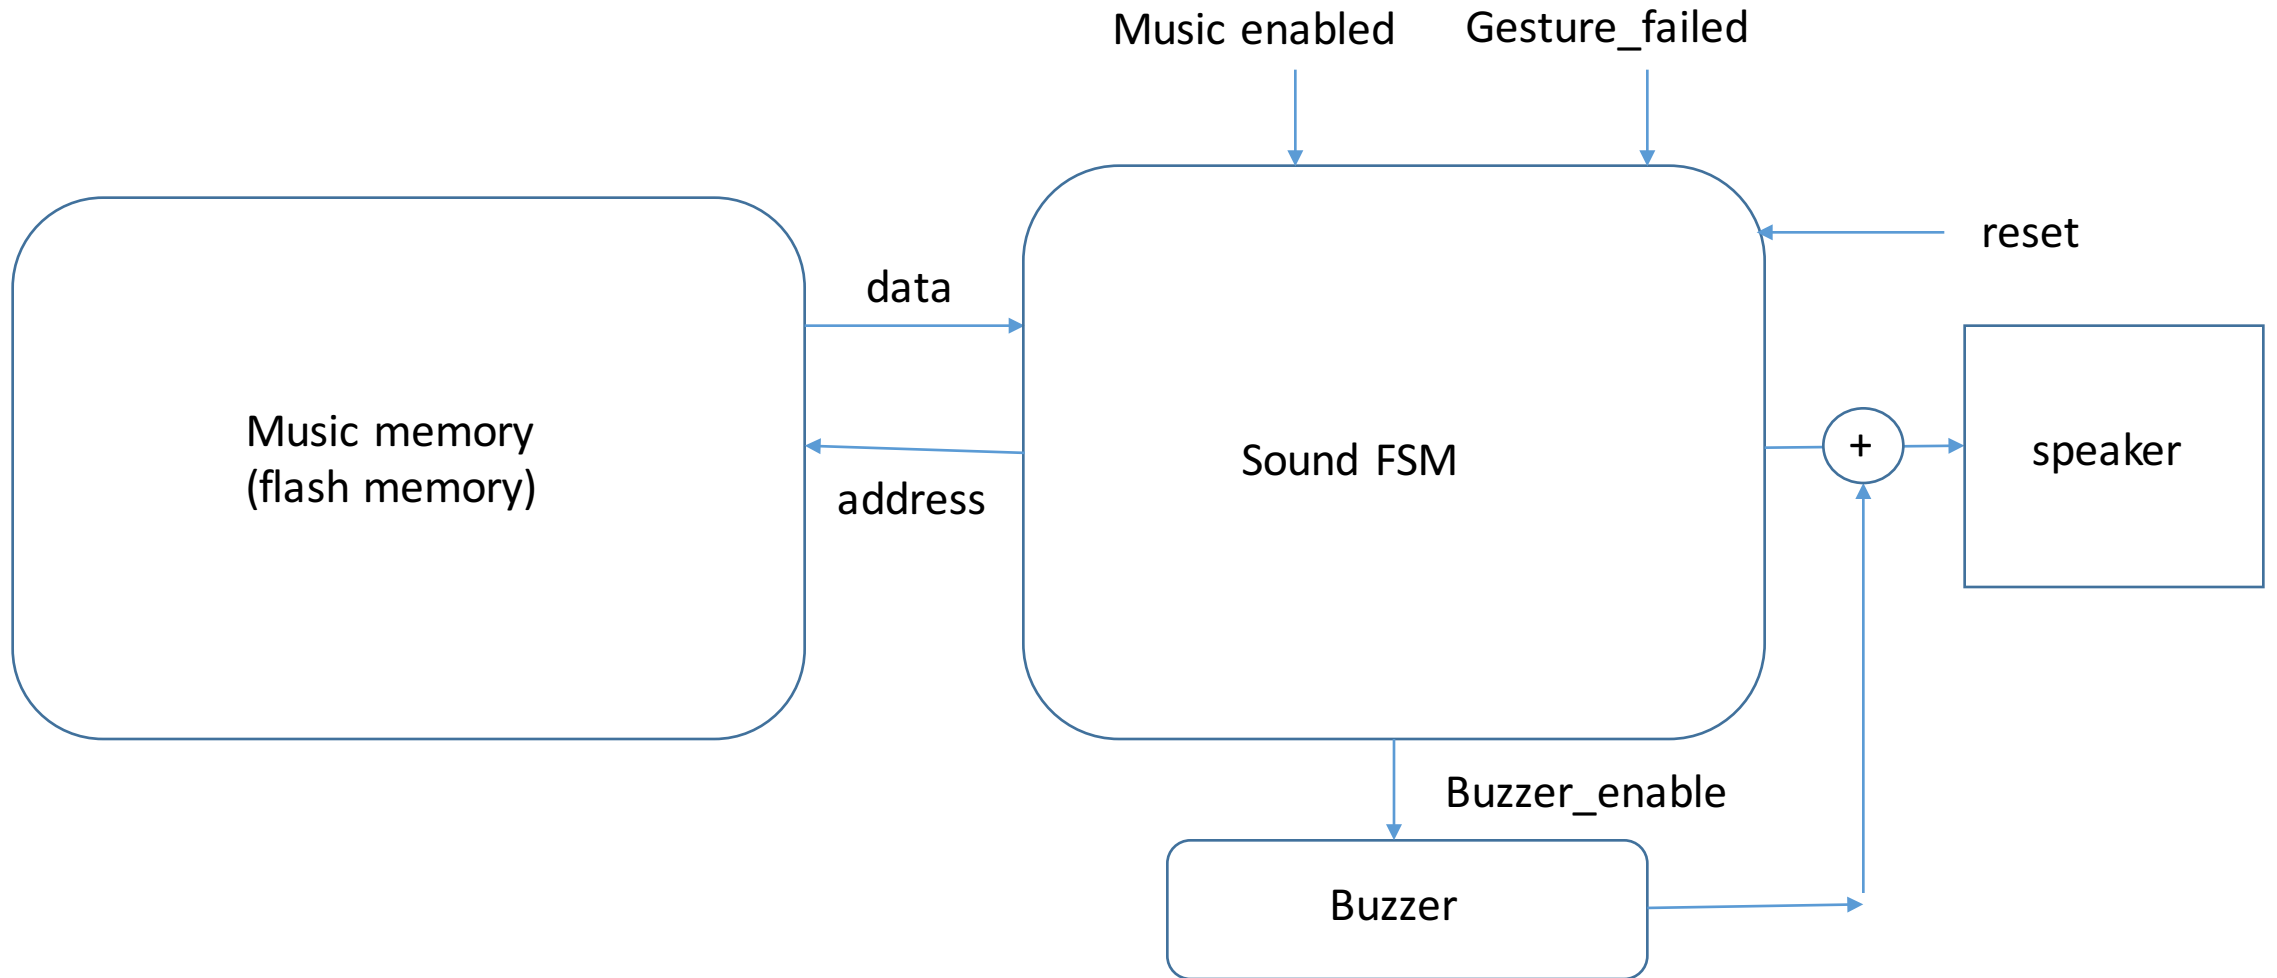 Music enabled
Gesture_failed
reset
data
Music memory
(flash memory)
address
Sound FSM
+
speaker
Buzzer_enable
Buzzer